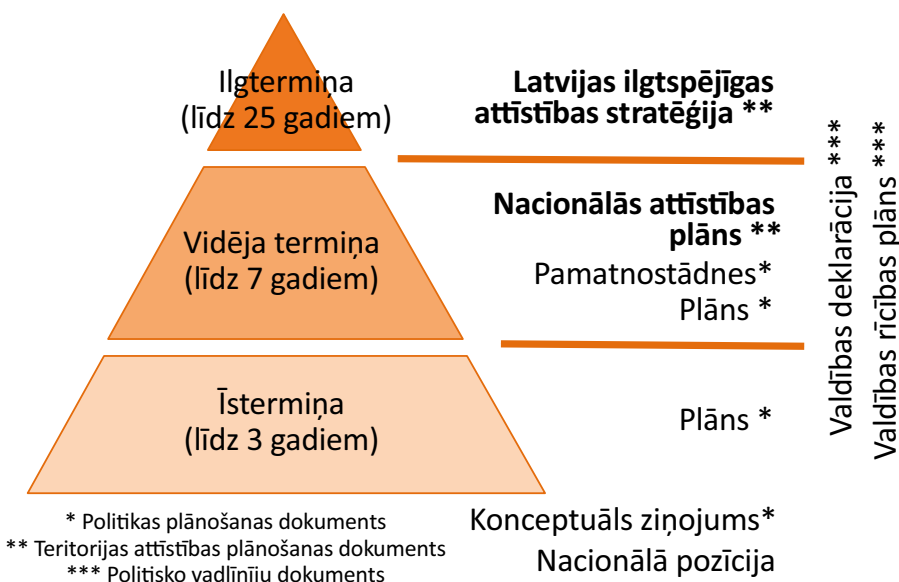 Ilgtermiņa
(līdz 25 gadiem)
Latvijas ilgtspējīgas
attīstības stratēģija **
Vidēja termiņa
(līdz 7 gadiem)
Nacionālās attīstības
plāns **
Pamatnostādnes*
Plāns *
Īstermiņa
(līdz 3 gadiem)
Plāns *
Valdības deklarācija ***
Valdības rīcības plāns ***
Konceptuāls ziņojums*
Nacionālā pozīcija
* Politikas plānošanas dokuments
** Teritorijas attīstības plānošanas dokuments
*** Politisko vadlīniju dokuments